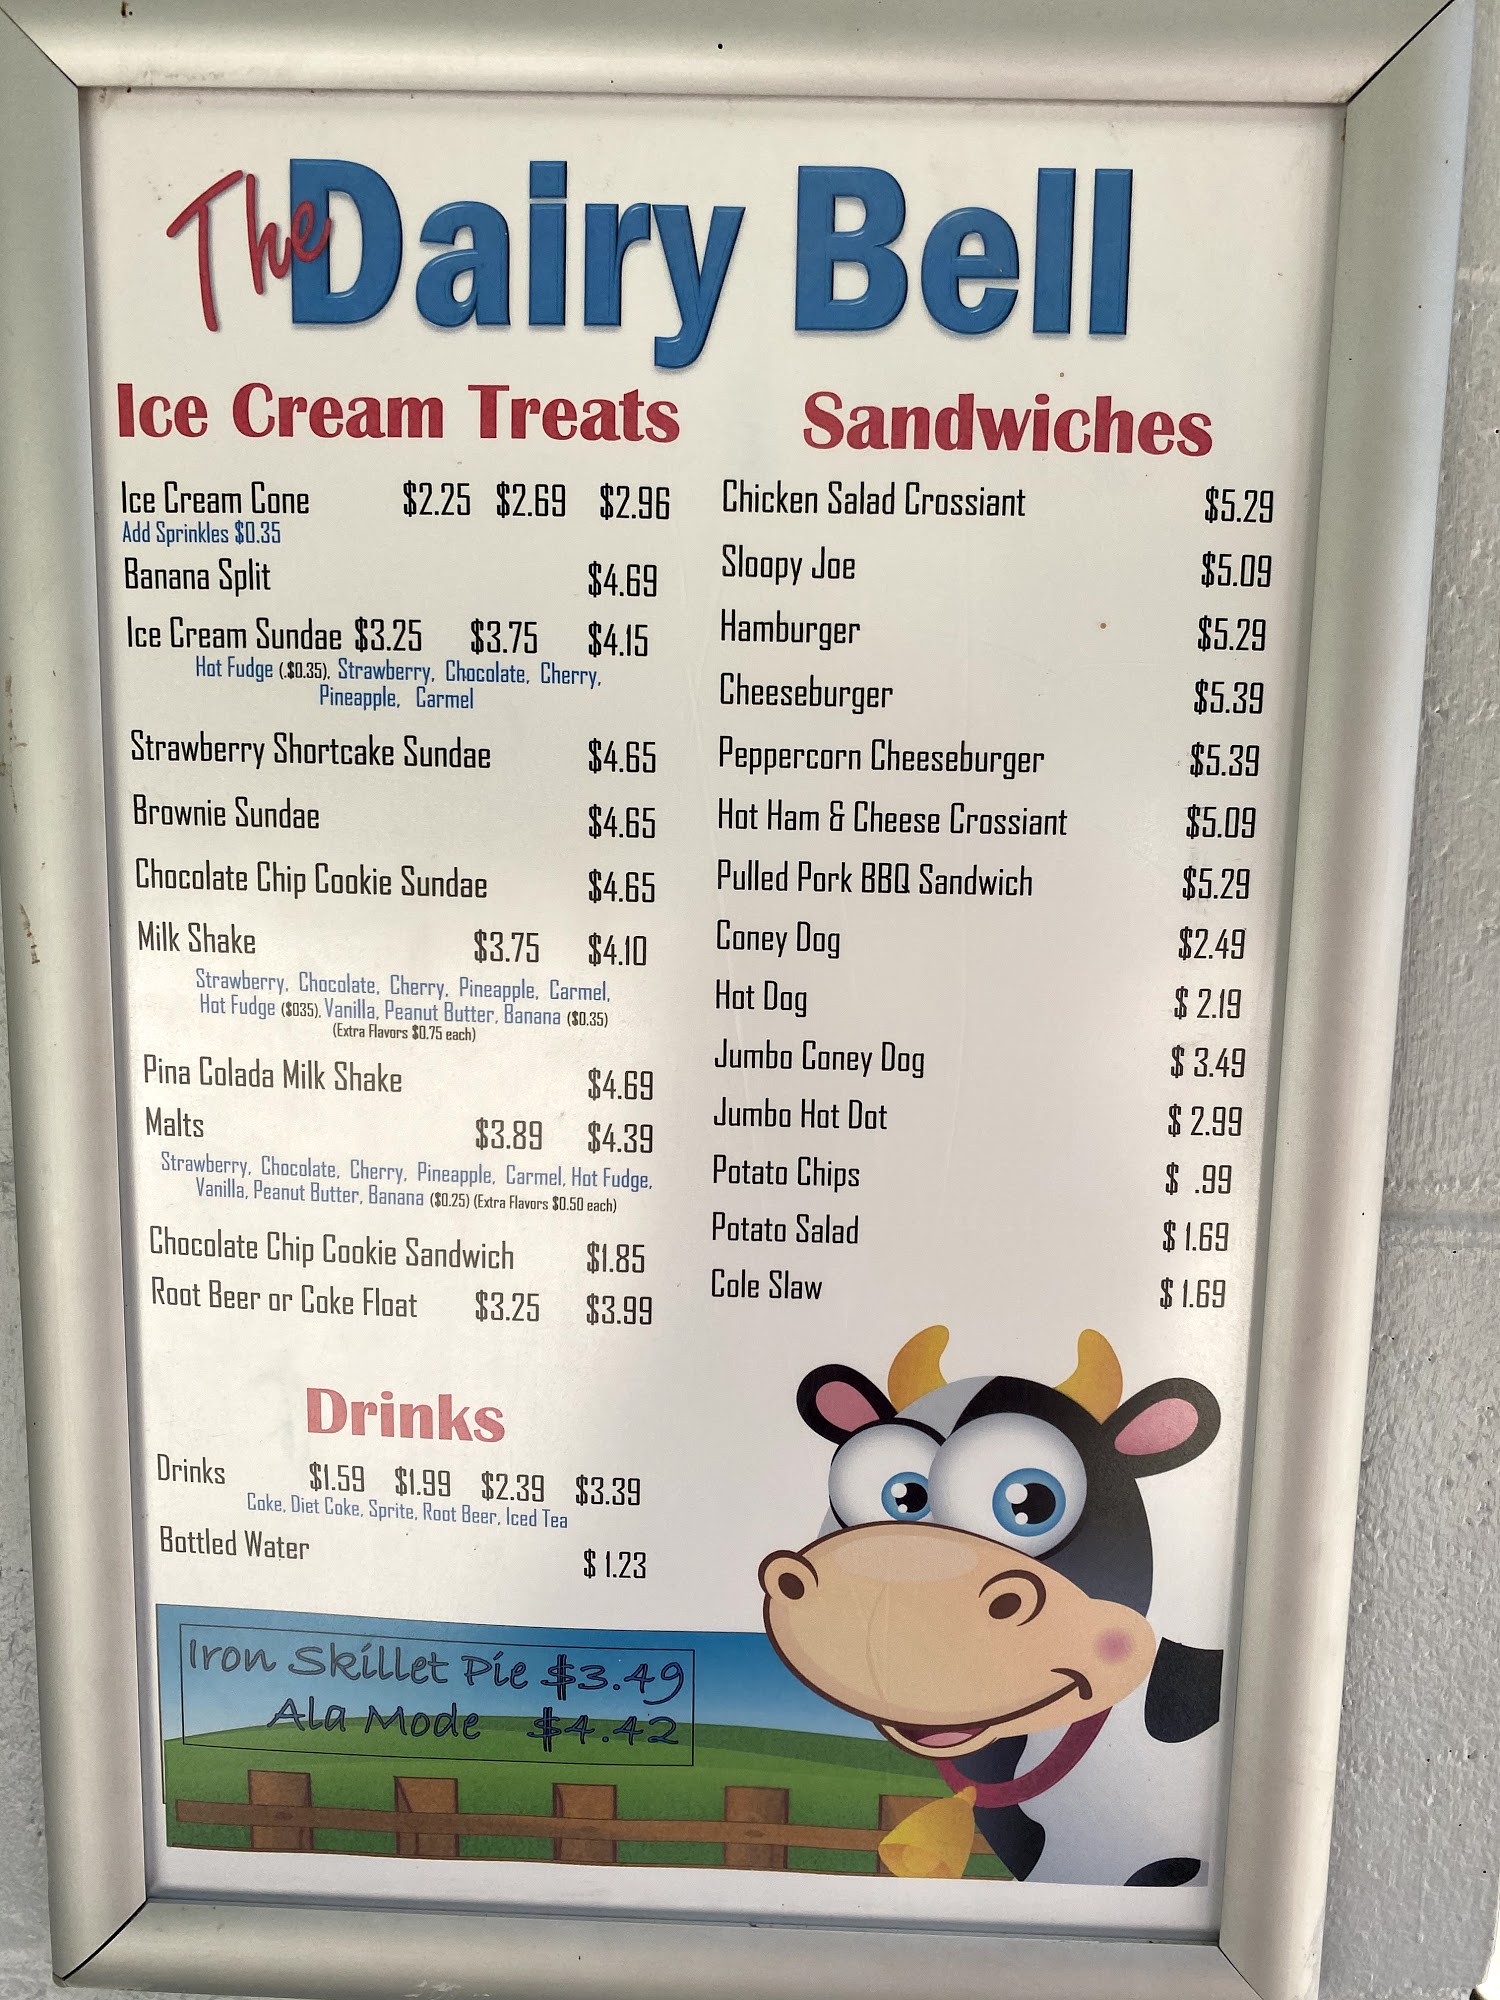 The Dairy Bell
Ice Cream Treats
Ice Cream Cone $2.25 $2.69 $2.96
Add Sprinkles $0.35
Banana Split $4.69
Ice Cream Sundae $3.25 $3.75 $4.15
Hot Fudge (.$0.35), Strawberry, Chocolate, Cherry,
Pineapple, Carmel
Strawberry Shortcake Sundae $4.65
Brownie Sundae $4.65
Chocolate Chip Cookie Sundae $4.65
Milk Shake $3.75 $4.10
Strawberry, Chocolate, Cherry, Pineapple, Carmel,
Hot Fudge ($035), Vanilla, Peanut Butter, Banana ($0.35)
(Extra Flavors $0.75 each)
Pina Colada Milk Shake $4.69
Malts $3.89 $4.39
Strawberry, Chocolate, Cherry, Pineapple, Carmel, Hot Fudge,
Vanilla, Peanut Butter, Banana ($0.25) (Extra Flavors $0.50 each)
Chocolate Chip Cookie Sandwich $1.85
Root Beer or Coke Float $3.25 $3.99
Drinks
Drinks $1.59 $1.99 $2.39 $3.39
Coke, Diet Coke, Sprite, Root Beer, Iced Tea
Bottled Water $ 1.23
Iron Skillet Pie $3.49
Ala Mode $4.42
Sandwiches
Chicken Salad Crossiant $5.29
Sloopy Joe $5.09
Hamburger $5.29
Cheeseburger $5.39
Peppercorn Cheeseburger $5.39
Hot Ham & Cheese Crossiant $5.09
Pulled Pork BBQ Sandwich $5.29
Coney Dog $2.49
Hot Dog $ 2.19
Jumbo Coney Dog $ 3.49
Jumbo Hot Dot $ 2.99
Potato Chips $ .99
Potato Salad $ 1.69
Cole Slaw $ 1.69